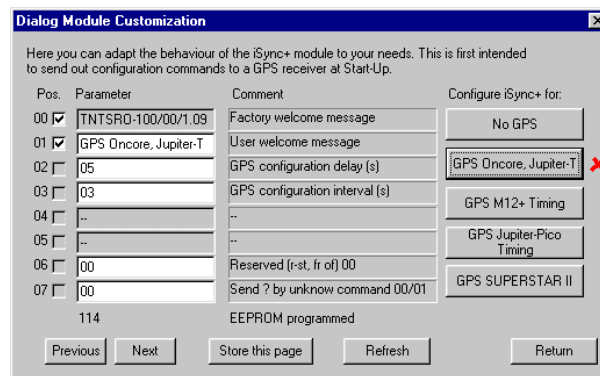 Dialog Module Customization
Here you can adapt the behaviour of the iSync+ module to your needs. This is first intended
to send out configuration commands to a GPS receiver at Start-Up.
Pos. Parameter Comment Configure iSync+ for:
00 TNTSRO-100/00/1.09 Factory welcome message No GPS
01 GPS Oncore, Jupiter-T User welcome message
02 05 GPS configuration delay (s) GPS Oncore, Jupiter-T
03 03 GPS configuration interval (s)
04 -- -- GPS M12+ Timing
05 -- -- GPS Jupiter-Pico
Timing
06 00 Reserved (r-st, fr of) 00
07 00 Send ? by unknow command 00/01 GPS SUPERSTAR II
114 EEPROM programmed
Previous Next Store this page Refresh Return